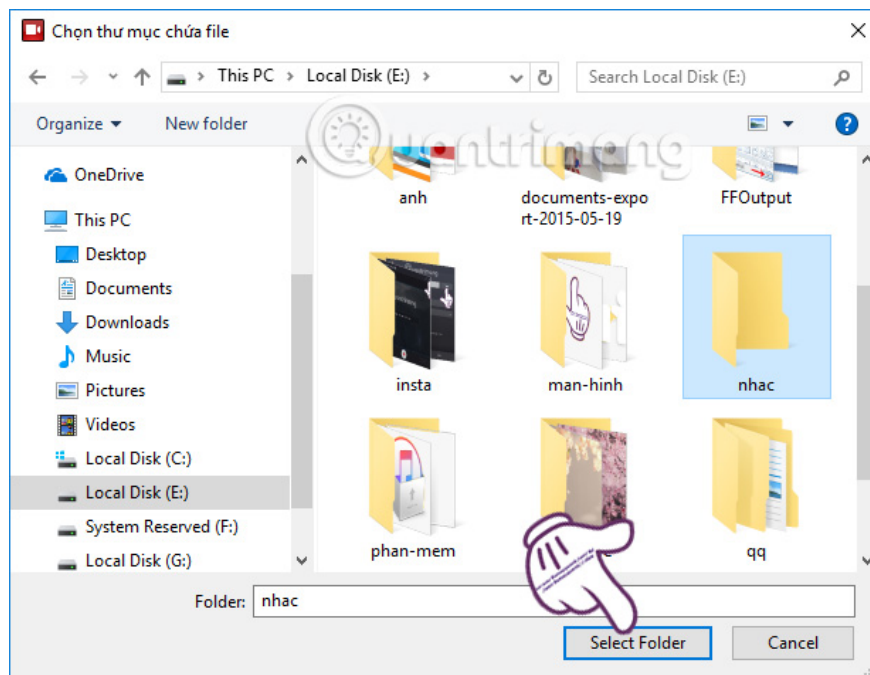 Chọn thư mục chứa file
This PC > Local Disk (E:) >
Search Local Disk (E:)
Organize
New folder
Quantrimang
OneDrive
This PC
Desktop
Documents
Downloads
Music
Pictures
Videos
Local Disk (C:)
Local Disk (E:)
System Reserved (F:)
Local Disk (G:)
anh
documents-expo
rt-2015-05-19
FFOutput
insta
man-hinh
nhac
phan-mem
qq
Folder: nhac
Select Folder
Cancel